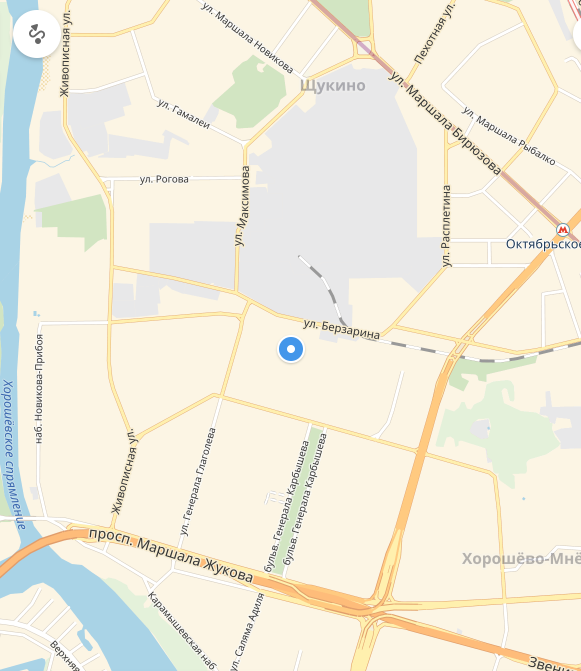 ул. Маршала Новикова
Пехотная ул.
Живописная ул.
Щукино
ул. Маршала Бирюзова
ул. Гамалеи
ул. Маршала Рыбалко
ул. Рогова
ул. Максимова
ул. Расплетина
Октябрьское
ул. Берзарина
наб. Новикова-Прибоя
Хорошёвское спрямление
Живописная ул.
ул. Генерала Глаголева
бульв. Генерала Карбышева
бульв. Генерала Карбышева
просп. Маршала Жукова
Хорошёво-Мнё
Карамышевская наб.
ул. Саляма Адиля
Верхняя
Звени